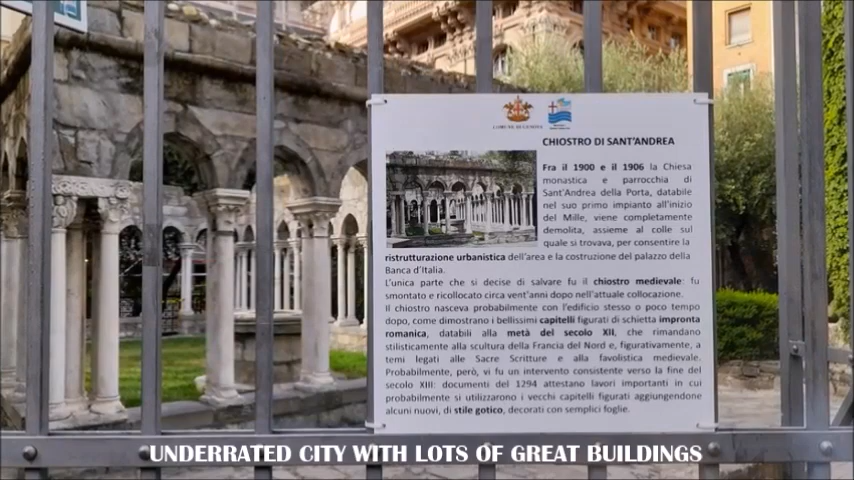 COMUNE DI GENOVA
CHIOSTRO DI SANT'ANDREA
Fra il 1900 e il 1906 la Chiesa
monastica e parrocchia di
Sant'Andrea della Porta, databile
nel suo primo impianto all'inizio
del Mille, viene completamente
demolita, assieme al colle sul
quale si trovava, per consentire la
ristrutturazione urbanistica dell'area e la costruzione del palazzo della
Banca d'Italia.
L'unica parte che si decise di salvare fu il chiostro medievale: fu
smontato e ricollocato circa vent'anni dopo nell'attuale collocazione.
Il chiostro nasceva probabilmente con l'edificio stesso o poco tempo
dopo, come dimostrano i bellissimi capitelli figurati di schietta impronta
romanica, databili alla metà del secolo XII, che rimandano
stilisticamente alla scultura della Francia del Nord e, figurativamente, a
temi legati alle Sacre Scritture e alla favolistica medievale.
Probabilmente, però, vi fu un intervento consistente verso la fine del
secolo XIII: documenti del 1294 attestano lavori importanti in cui
probabilmente si utilizzarono i vecchi capitelli figurati aggiungendone
alcuni nuovi, di stile gotico, decorati con semplici foglie.
UNDERRATED CITY WITH LOTS OF GREAT BUILDINGS